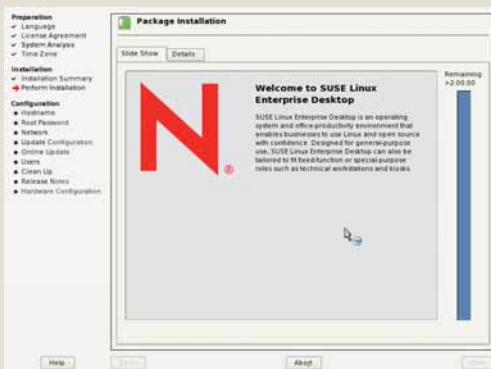 Preparation
Language
License Agreement
System Analysis
Time Zone
Installation
Installation Summary
Perform Installation
Configuration
Hostname
Root Password
Network
Update Configuration
Online Update
Users
Clean Up
Release Notes
Hardware Configuration
Package Installation
Slide Show
Details
N®
Welcome to SUSE Linux
Enterprise Desktop
SUSE Linux Enterprise Desktop is an operating
system and office-productivity environment that
enables businesses to use Linux and open source
with confidence. Designed for general-purpose
use, SUSE Linux Enterprise Desktop can also be
tailored to fit fixed-function or special-purpose
roles such as technical workstations and kiosks.
Remaining
>2:00:00
Help
Abort